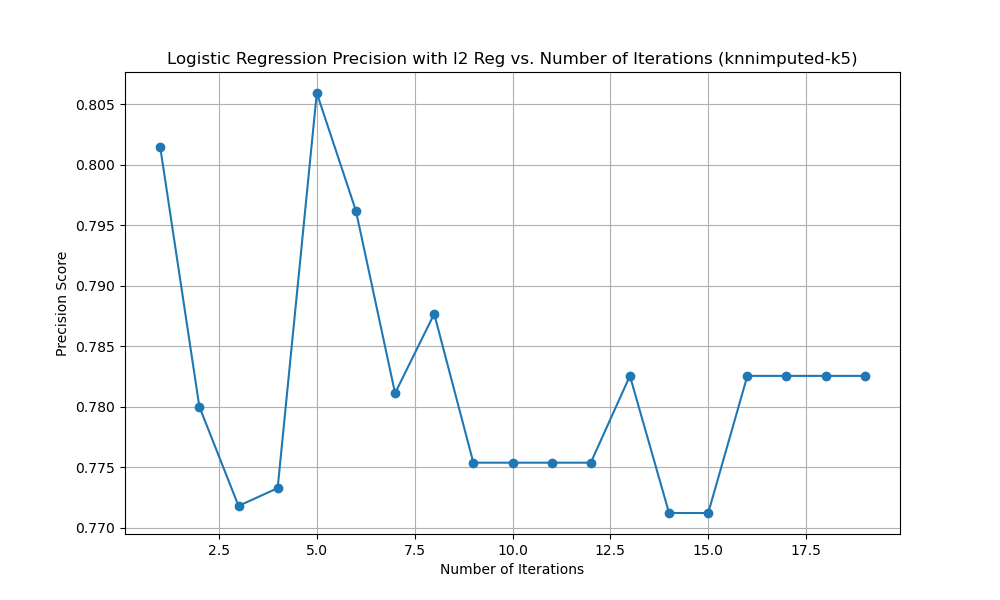 Logistic Regression Precision with l2 Reg vs. Number of Iterations (knnimputed-k5)
0.805
0.800
0.795
0.790
0.785
0.780
0.775
0.770
Precision Score
2.5 5.0 7.5 10.0 12.5 15.0 17.5
Number of Iterations